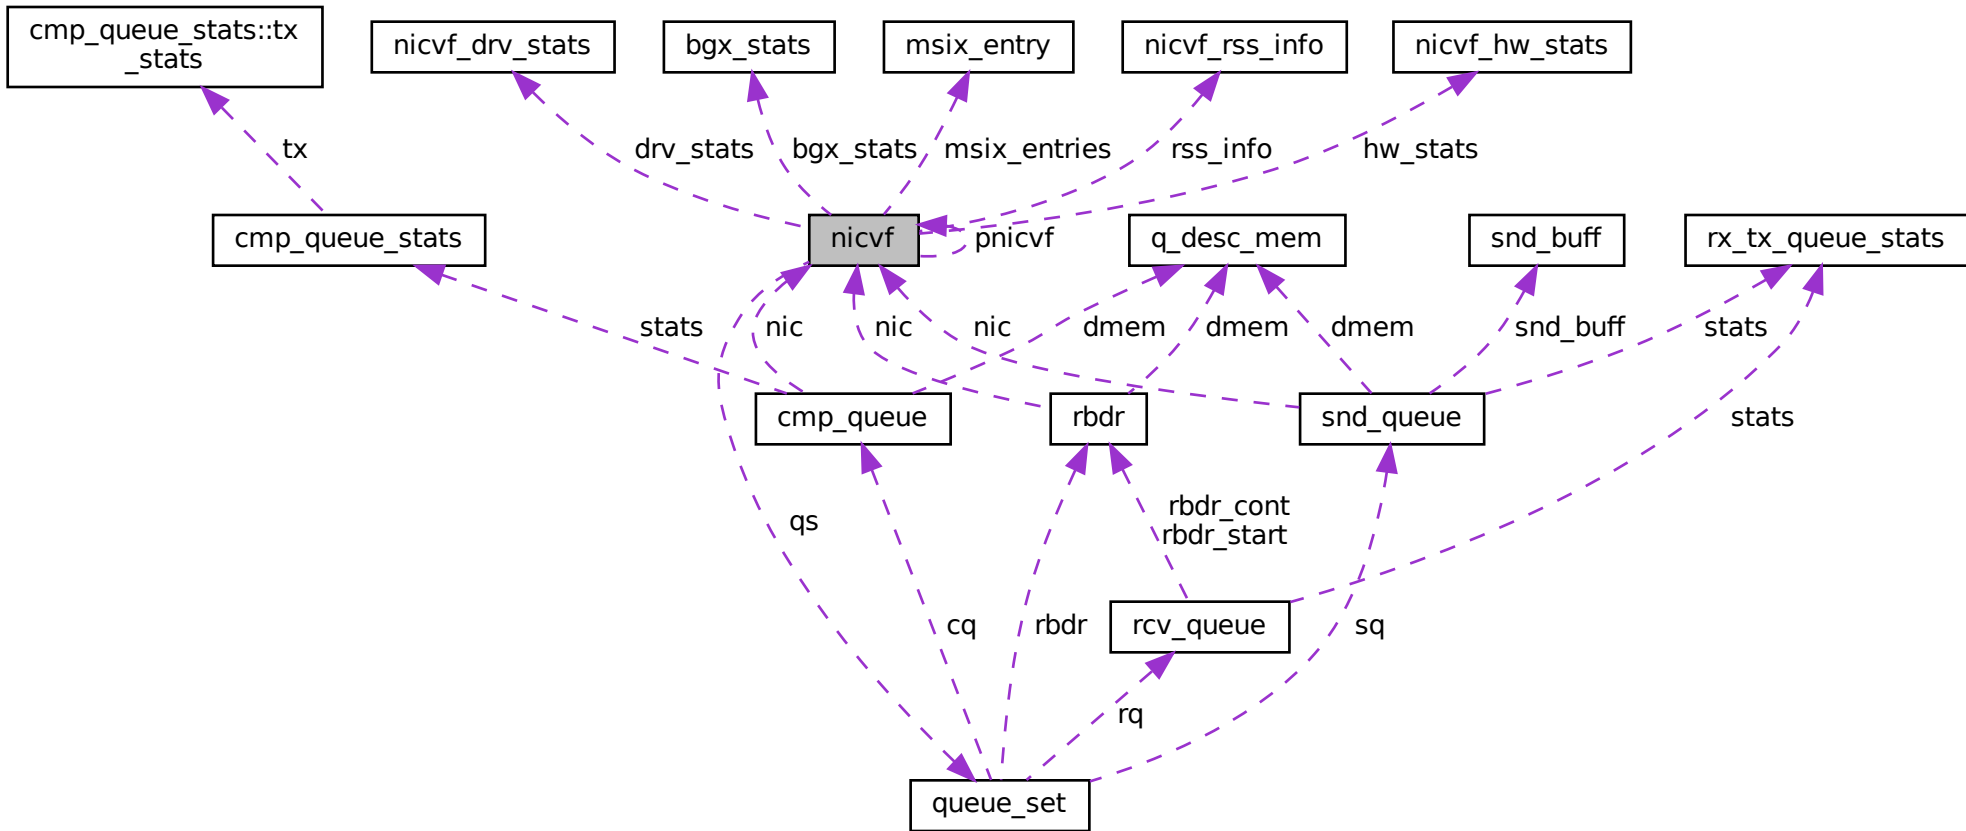 cmp_queue_stats::tx
_stats
nicvf_drv_stats
bgx_stats
msix_entry
nicvf_rss_info
nicvf_hw_stats
tx
drv_stats
bgx_stats
msix_entries
rss_info
hw_stats
cmp_queue_stats
nicvf
pnicvf
q_desc_mem
snd_buff
rx_tx_queue_stats
stats
nic
nic
nic
dmem
dmem
dmem
snd_buff
stats
cmp_queue
rbdr
snd_queue
stats
qs
rbdr_cont
rbdr_start
cq
rbdr
rcv_queue
sq
rq
queue_set